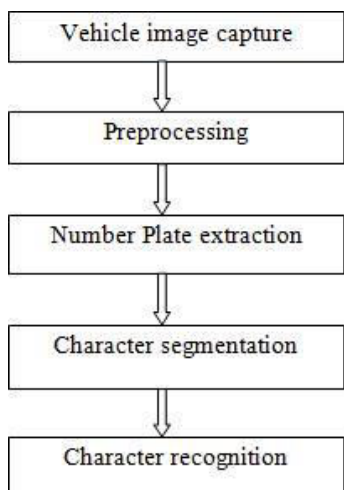 Vehicle image capture
Preprocessing
Number Plate extraction
Character segmentation
Character recognition